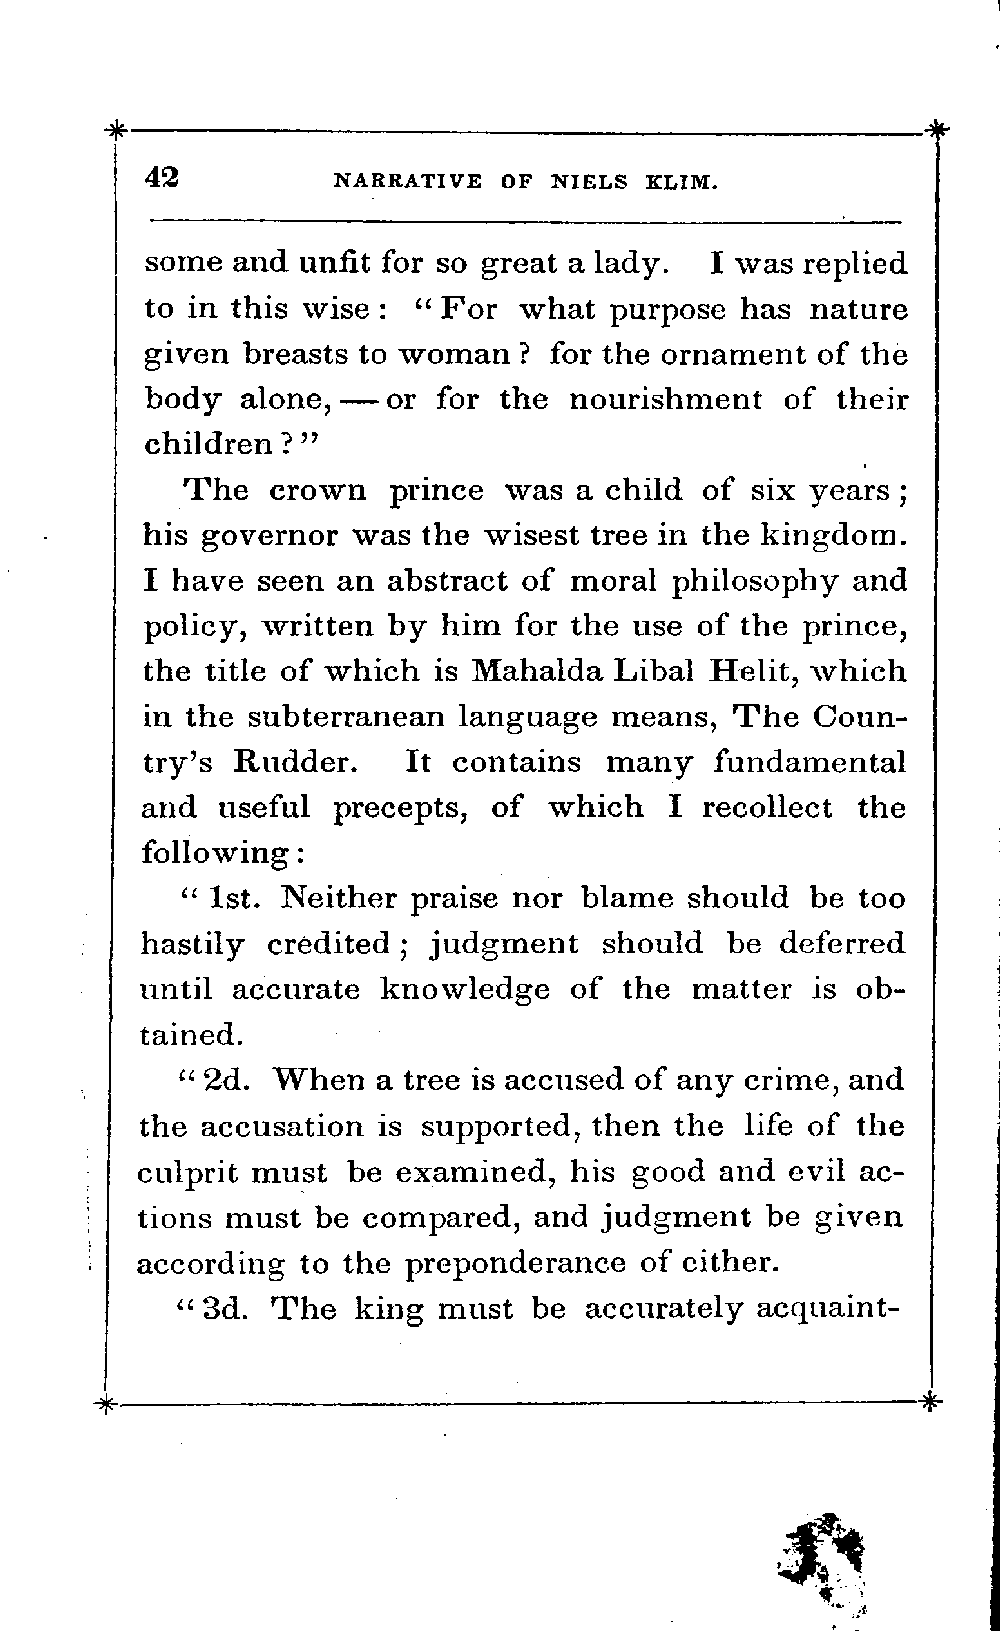 42 NARRATIVE OF NIELS KLIM.
some and unfit for so great a lady. I was replied
to in this wise : “ For what purpose has nature
given breasts to woman ? for the ornament of the
body alone, — or for the nourishment of their
children ? ”
The crown prince was a child of six years ;
his governor was the wisest tree in the kingdom.
I have seen an abstract of moral philosophy and
policy, written by him for the use of the prince,
the title of which is Mahalda Libal Helit, which
in the subterranean language means, The Coun-
try’s Rudder. It contains many fundamental
and useful precepts, of which I recollect the
following :
“ 1st. Neither praise nor blame should be too
hastily credited ; judgment should be deferred
until accurate knowledge of the matter is ob-
tained.
“ 2d. When a tree is accused of any crime, and
the accusation is supported, then the life of the
culprit must be examined, his good and evil ac-
tions must be compared, and judgment be given
according to the preponderance of either.
“ 3d. The king must be accurately acquaint-